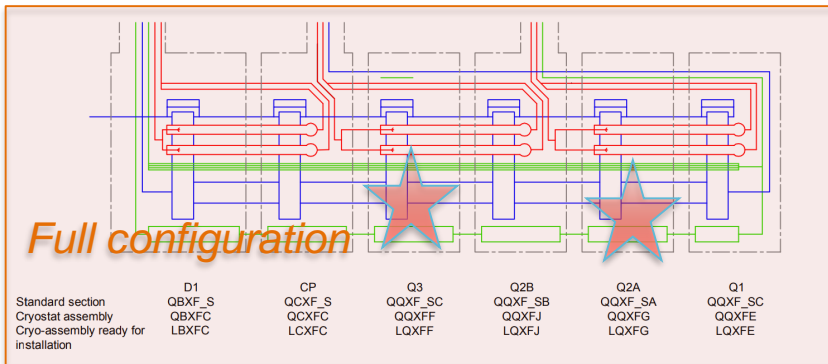 Full configuration
D1 CP Q3 Q2B Q2A Q1
Standard section QBXF_S QCXF_S QQXF_SC QQXF_SB QQXF_SA QQXF_SC
Cryostat assembly QBXFC QCXFC QQXFF QQXFJ QQXFG QQXFE
Cryo-assembly ready for LBXFC LCXFC LQXFF LQXFJ LQXFG LQXFE
installation